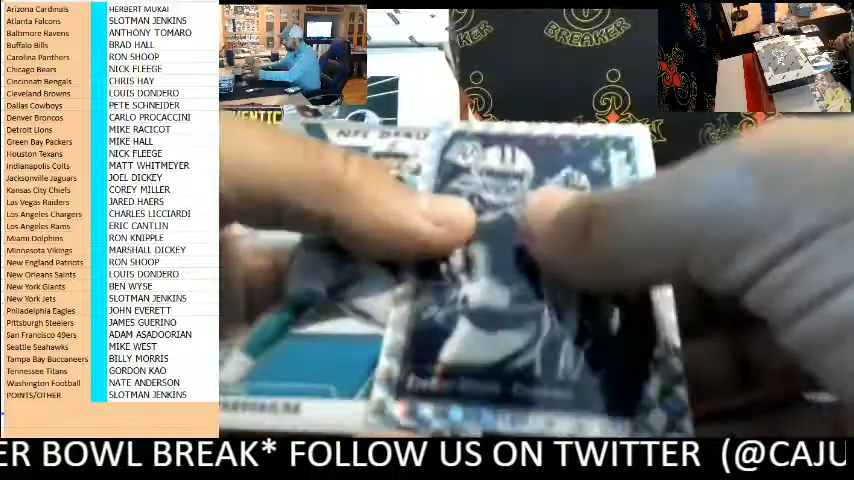 Arizona Cardinals HERBERT MUKAI
Atlanta Falcons SLOTMAN JENKINS
Baltimore Ravens ANTHONY TOMARO
Buffalo Bills BRAD HALL
Carolina Panthers RON SHOOP
Chicago Bears NICK FLEEGE
Cincinnati Bengals CHRIS HAY
Cleveland Browns LOUIS DONDERO
Dallas Cowboys PETE SCHNEIDER
Denver Broncos CARLO PROCACCINI
Detroit Lions MIKE RACICOT
Green Bay Packers MIKE HALL
Houston Texans NICK FLEEGE
Indianapolis Colts MATT WHITMEYER
Jacksonville Jaguars JOEL DICKEY
Kansas City Chiefs COREY MILLER
Las Vegas Raiders JARED HAERS
Los Angeles Chargers CHARLES LICCIARDI
Los Angeles Rams ERIC CANTLIN
Miami Dolphins RON KNIPPLE
Minnesota Vikings MARSHALL DICKEY
New England Patriots RON SHOOP
New Orleans Saints LOUIS DONDERO
New York Giants BEN WYSE
New York Jets SLOTMAN JENKINS
Philadelphia Eagles JOHN EVERETT
Pittsburgh Steelers JAMES GUERINO
San Francisco 49ers ADAM ASADOORIAN
Seattle Seahawks MIKE WEST
Tampa Bay Buccaneers BILLY MORRIS
Tennessee Titans GORDON KAO
Washington Football NATE ANDERSON
POINTS/OTHER SLOTMAN JENKINS
BREAKER
ER BOWL BREAK* FOLLOW US ON TWITTER (@CAJU